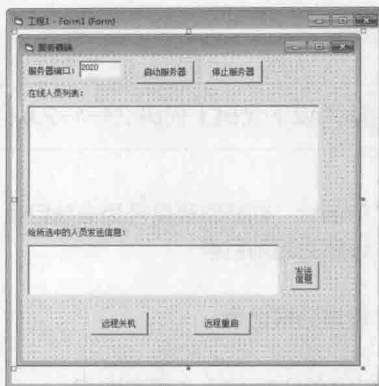 工程1 - Form1 (Form)
服务器端
服务器端口： 2020 启动服务器 停止服务器
在线人员列表：
给所选中的人员发送信息：
发送
信息
远程关机 远程重启